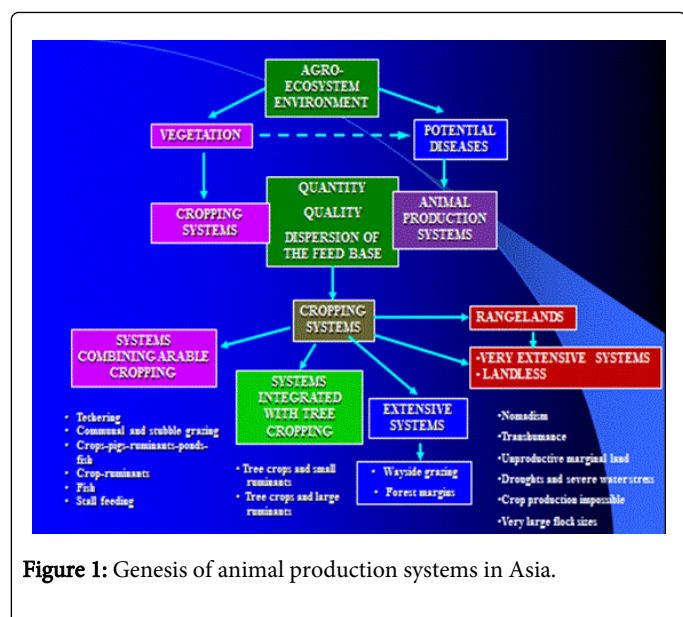 AGRO-
ECOSYSTEM
ENVIRONMENT
VEGETATION
POTENTIAL
DISEASES
QUANTITY
QUALITY
DISPERSION OF
THE FEED BASE
CROPPING
SYSTEMS
ANIMAL
PRODUCTION
SYSTEMS
CROPPING
SYSTEMS
RANGELANDS
SYSTEMS
COMBINING ARABLE
CROPPING
•VERY EXTENSIVE SYSTEMS
- LANDLESS
SYSTEMS
INTEGRATED
WITH TREE
CROPPING
EXTENSIVE
SYSTEMS
• Tethering
• Communal and stubble grazing
• Crops-pigs-ruminants-ponds-
fish
• Crop-ruminants
• Fish
• Stall feeding
• Tree crops and small
ruminants
• Tree crops and large
ruminants
• Wayside grazing
• Forest margins
•Nomadism
•Transhumance
•Unproductive marginal land
•Droughts and severe water stress
•Crop production impossible
•Very large flock sizes
Figure 1: Genesis of animal production systems in Asia.